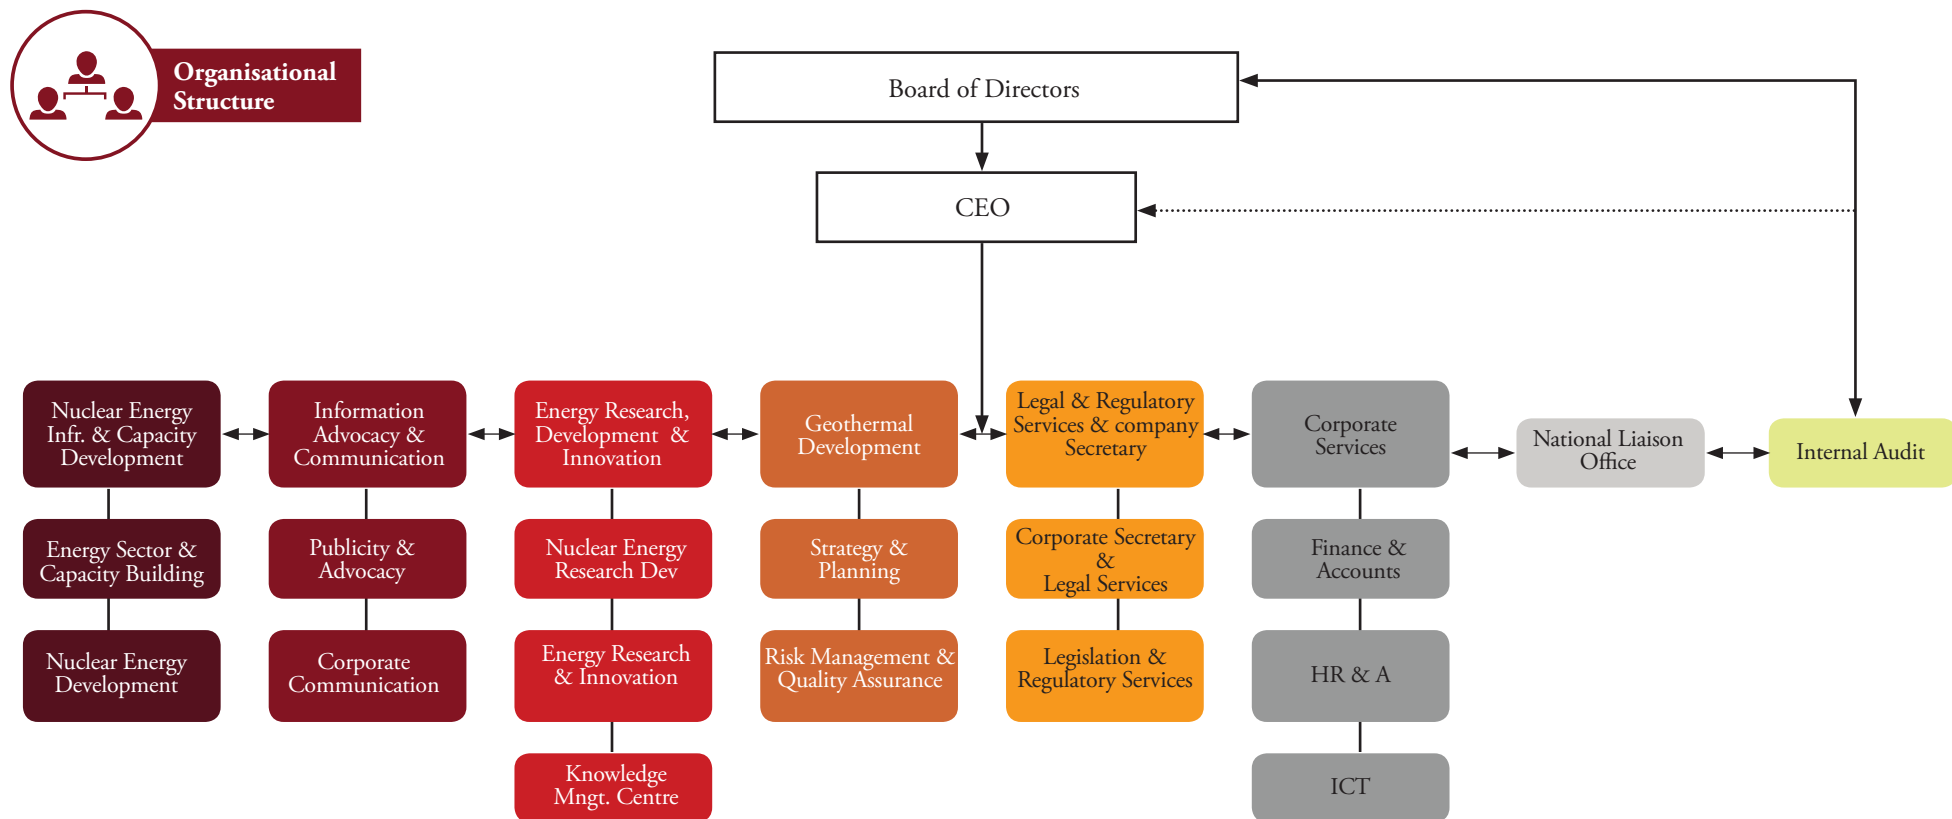 Organisational
Structure
Board of Directors
CEO
Nuclear Energy
Infr. & Capacity
Development
Information
Advocacy &
Communication
Energy Research,
Development &
Innovation
Geothermal
Development
Legal & Regulatory
Services & company
Secretary
Corporate
Services
National Liaison
Office
Internal Audit
Energy Sector &
Capacity Building
Publicity &
Advocacy
Nuclear Energy
Research Dev
Strategy &
Planning
Corporate Secretary
&
Legal Services
Finance &
Accounts
Nuclear Energy
Development
Corporate
Communication
Energy Research
& Innovation
Risk Management &
Quality Assurance
Legislation &
Regulatory Services
HR & A
Knowledge
Mngt. Centre
ICT